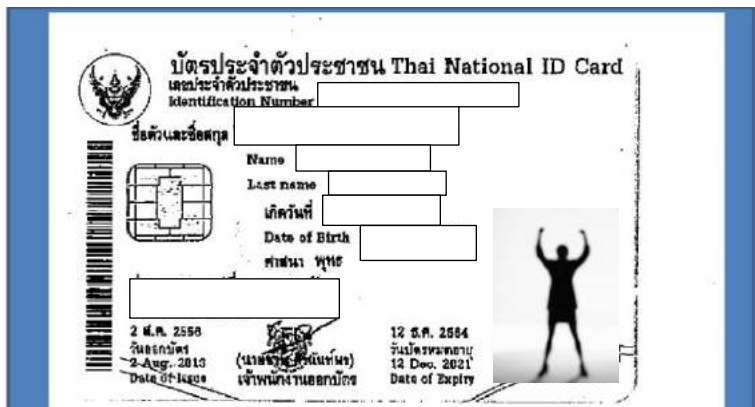 บัตรประจำตัวประชาชน Thai National ID Card
เลขประจำตัวประชาชน
Identification Number
ชื่อตัวและชื่อสกุล
Name
Last name
เกิดวันที่
Date of Birth
ศาสนา พุทธ
2 ส.ค. 2556
วันออกบัตร
2 Aug. 2013
Date of Issue
เจ้าพนักงานออกบัตร
12 ธ.ค. 2564
วันบัตรหมดอายุ
12 Dec. 2021
Date of Expiry